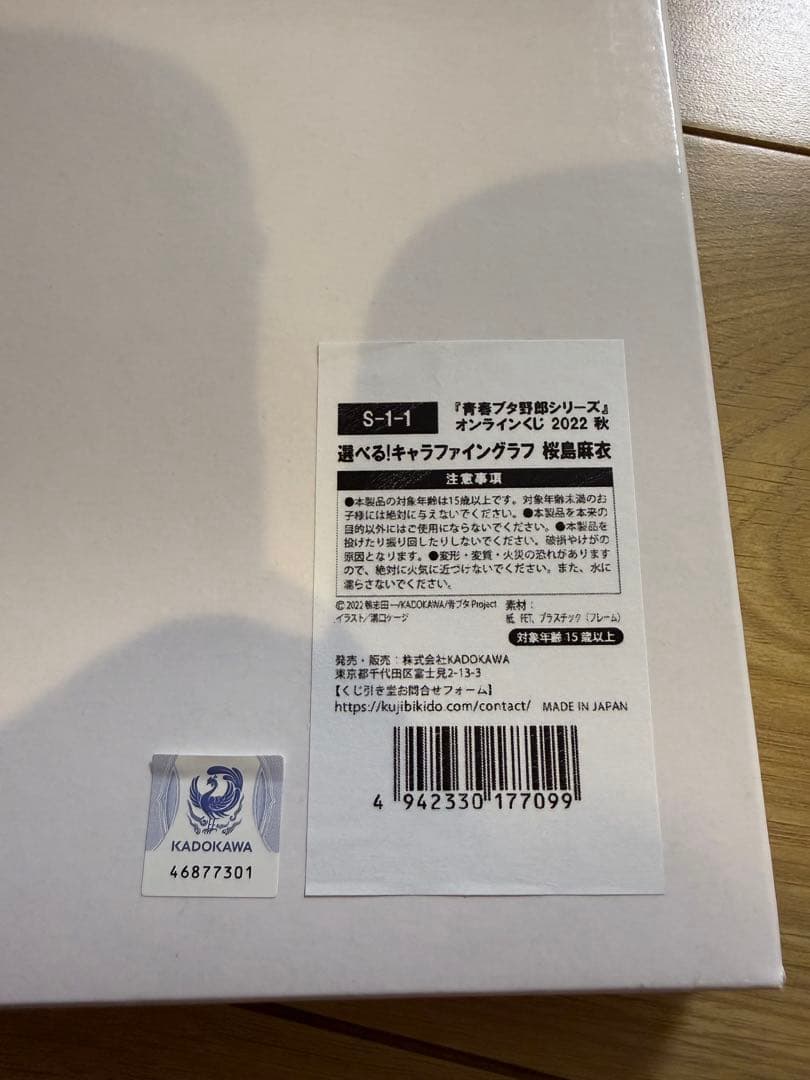 S-1-1
『青春ブタ野郎シリーズ』
オンラインくじ 2022 秋
選べる!キャラファイングラフ 桜島麻衣
注意事項
●本製品の対象年齢は15歳以上です。対象年齢未満のお
子様には絶対に与えないでください。●本製品を本来の
目的以外にはご使用にならないでください。●本製品を
投げたり振り回したりしないでください。破損やけがの
原因となります。●変形・変質・火災の恐れがあります
ので、絶対に火気に近づけないでください。また、水に
濡らさないでください。
©2022 鴨志田一/KADOKAWA/青ブタ Project
イラスト/溝口ケージ
素材:
紙、PET、プラスチック(フレーム)
対象年齢 15 歳以上
発売・販売:株式会社KADOKAWA
東京都千代田区富士見2-13-3
【くじ引き堂お問合せフォーム】
https://kujibikido.com/contact/ MADE IN JAPAN
4 942330 177099
KADOKAWA
46877301